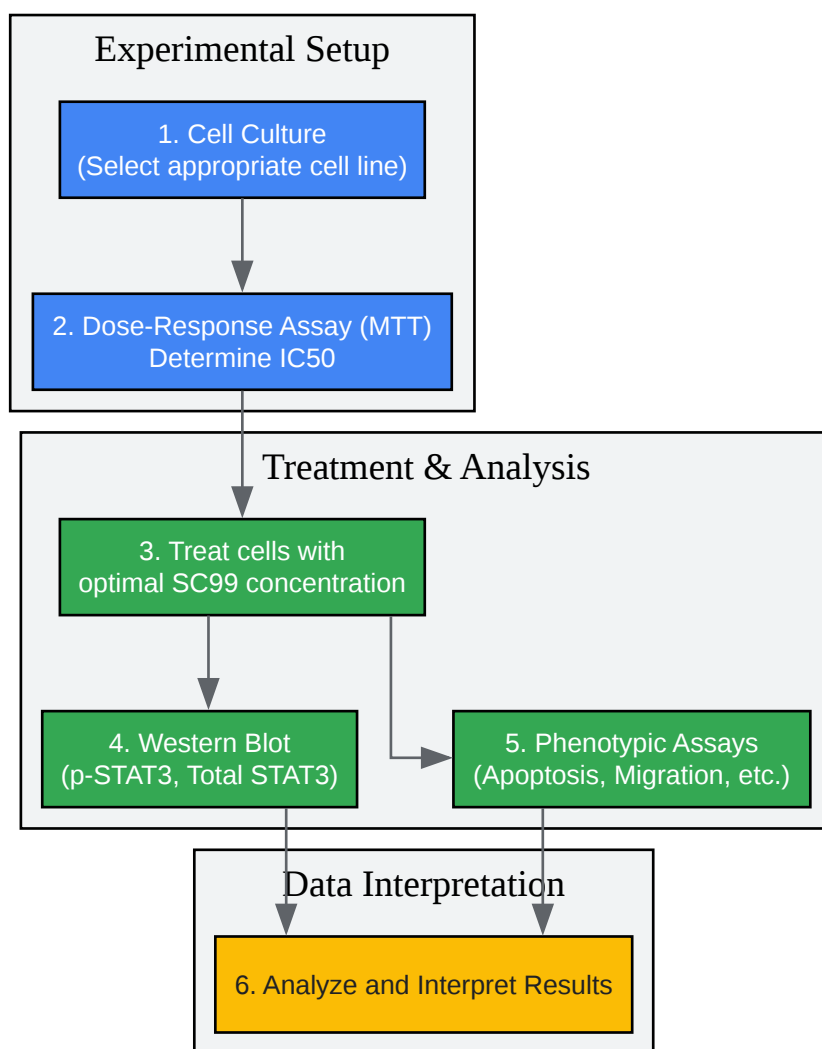 Experimental Setup
1. Cell Culture
(Select appropriate cell line)
2. Dose-Response Assay (MTT)
Determine IC50
Treatment & Analysis
3. Treat cells with
optimal SC99 concentration
4. Western Blot
(p-STAT3, Total STAT3)
5. Phenotypic Assays
(Apoptosis, Migration, etc.)
Data Interpretation
6. Analyze and Interpret Results